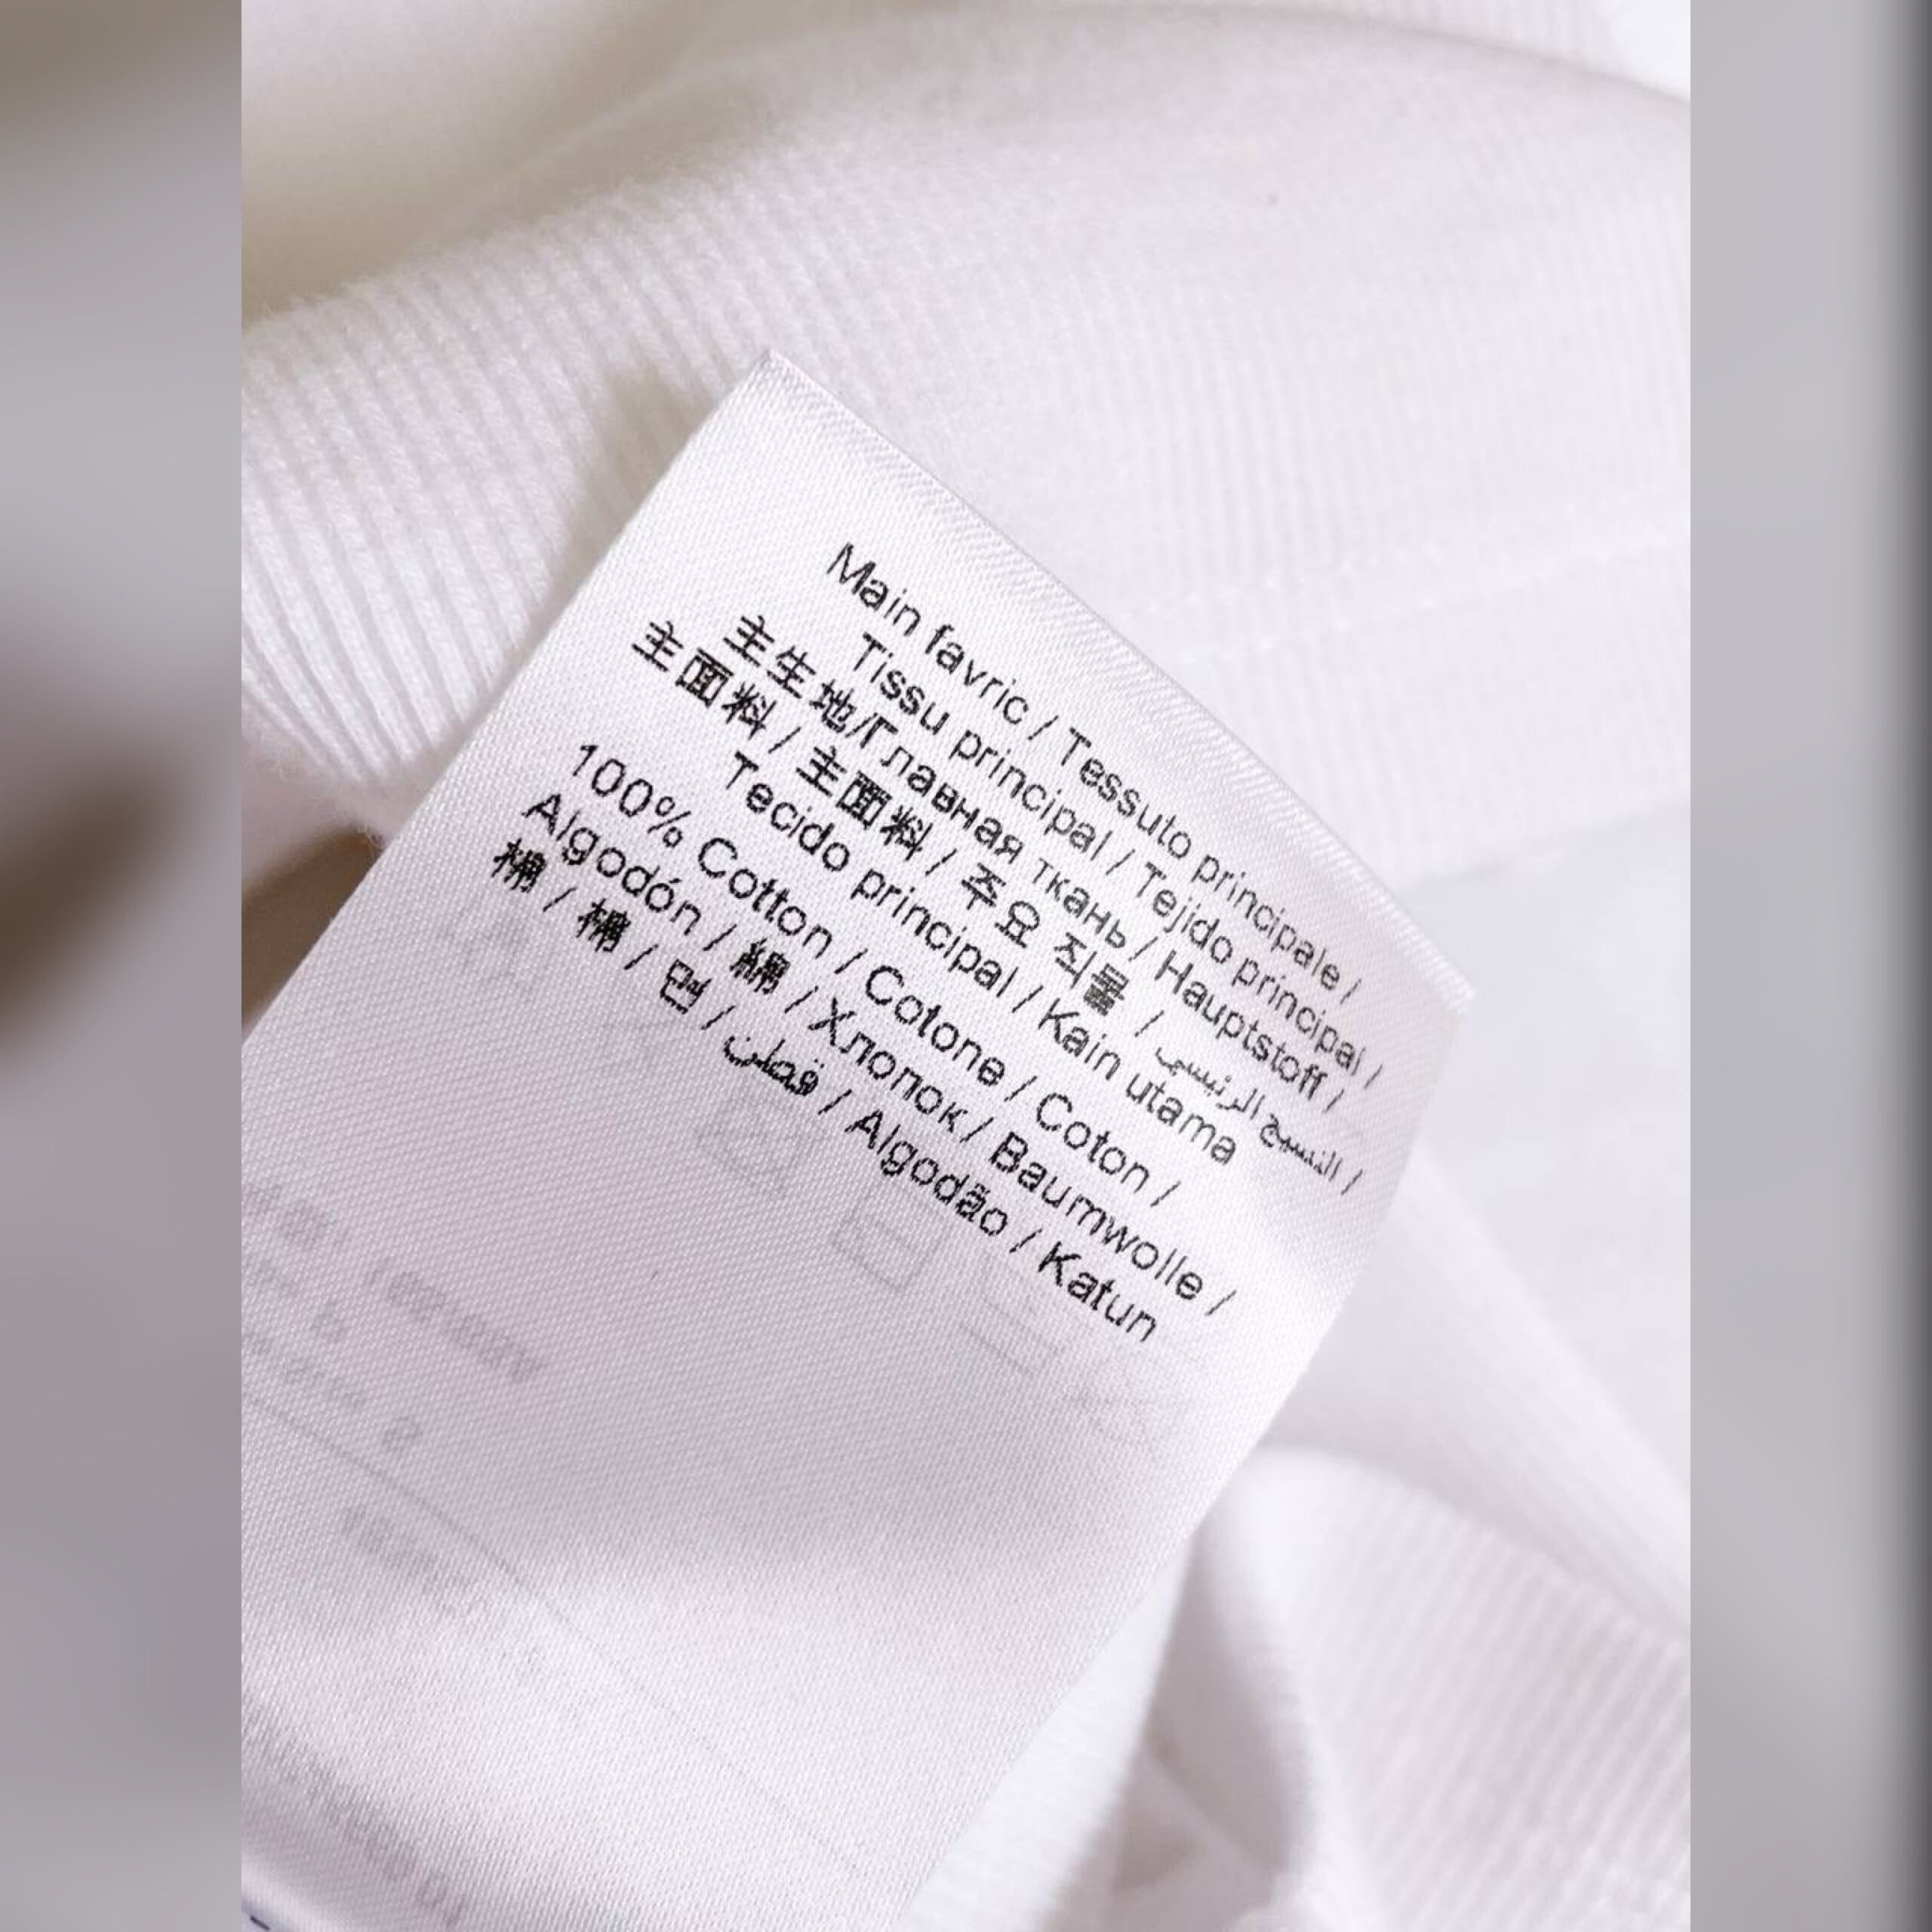 Main favric / Tessuto principale /
Tissu principal / Tejido principal /
主生地/Главная ткань / Hauptstoff /
主面料 / 主面料 / 주요 직물 / النسيج الرئيسي /
Tecido principal / Kain utama
100% Cotton / Cotone / Coton /
Algodón / 綿 / Хлопок / Baumwolle /
棉 / 棉 / 면 / قطن / Algodão / Katun